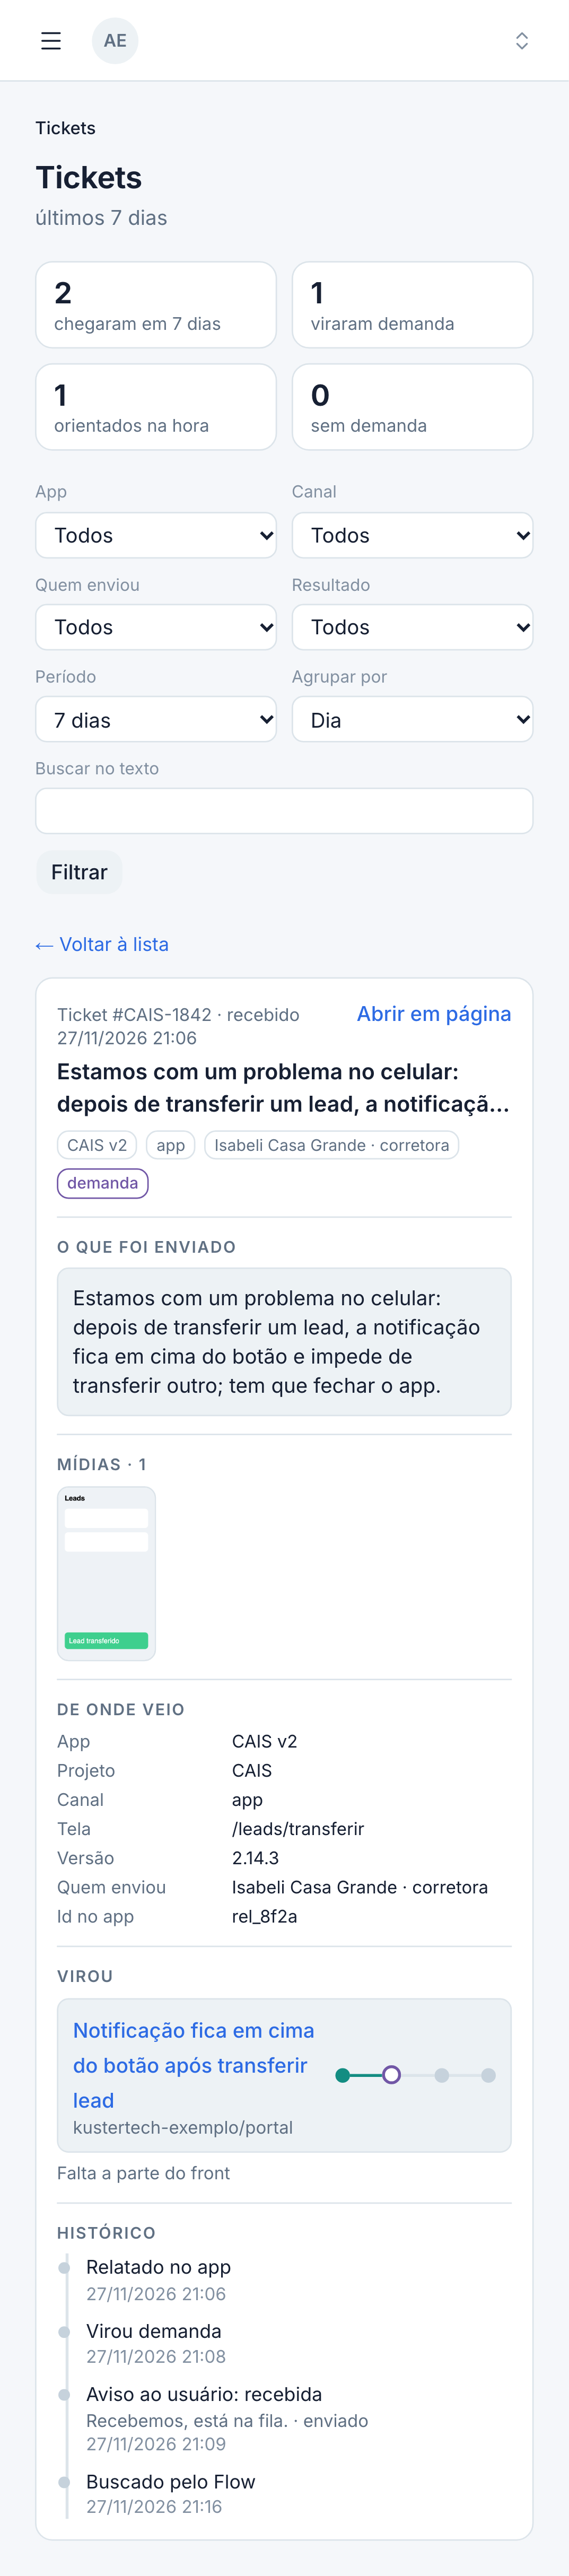 AE
Tickets
Tickets
últimos 7 dias
2
chegaram em 7 dias
1
viraram demanda
1
orientados na hora
0
sem demanda
App
Todos
Canal
Todos
Quem enviou
Todos
Resultado
Todos
Período
7 dias
Agrupar por
Dia
Buscar no texto
Filtrar
← Voltar à lista
Ticket #CAIS-1842 · recebido
27/11/2026 21:06
Abrir em página
Estamos com um problema no celular:
depois de transferir um lead, a notificaçã...
CAIS v2
app
Isabeli Casa Grande · corretora
demanda
O QUE FOI ENVIADO
Estamos com um problema no celular:
depois de transferir um lead, a notificação
fica em cima do botão e impede de
transferir outro; tem que fechar o app.
MÍDIAS · 1
Leads
Lead transferido
DE ONDE VEIO
App CAIS v2
Projeto CAIS
Canal app
Tela /leads/transferir
Versão 2.14.3
Quem enviou Isabeli Casa Grande · corretora
Id no app rel_8f2a
VIROU
Notificação fica em cima
do botão após transferir
lead
kustertech-exemplo/portal
Falta a parte do front
HISTÓRICO
Relatado no app
27/11/2026 21:06
Virou demanda
27/11/2026 21:08
Aviso ao usuário: recebida
Recebemos, está na fila. · enviado
27/11/2026 21:09
Buscado pelo Flow
27/11/2026 21:16